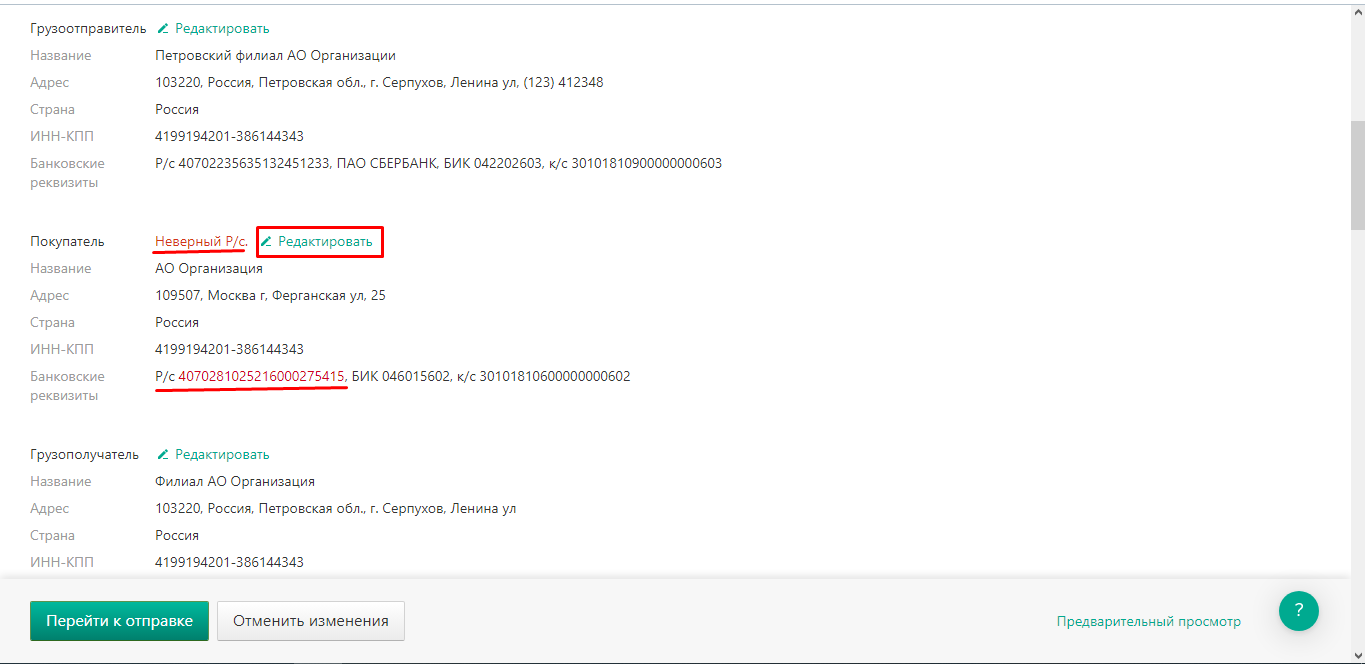 Грузоотправитель Редактировать
Название Петровский филиал АО Организации
Адрес 103220, Россия, Петровская обл., г. Серпухов, Ленина ул, (123) 412348
Страна Россия
ИНН-КПП 4199194201-386144343
Банковские реквизиты Р/с 40702235635132451233, ПАО СБЕРБАНК, БИК 042202603, к/с 30101810900000000603
Покупатель Неверный Р/с. Редактировать
Название АО Организация
Адрес 109507, Москва г, Ферганская ул, 25
Страна Россия
ИНН-КПП 4199194201-386144343
Банковские реквизиты Р/с 4070281025216000275415, БИК 046015602, к/с 30101810600000000602
Грузополучатель Редактировать
Название Филиал АО Организация
Адрес 103220, Россия, Петровская обл., г. Серпухов, Ленина ул
Страна Россия
ИНН-КПП 4199194201-386144343
Перейти к отправке Отменить изменения Предварительный просмотр ?